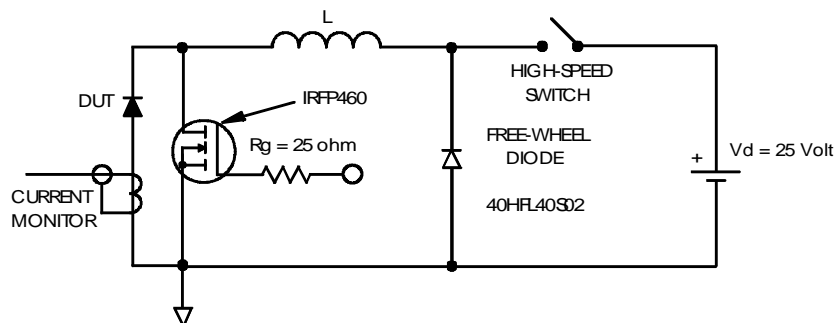 L
HIGH-SPEED
SWITCH
DUT
IRFP460
Rg = 25 ohm
FREE-WHEEL
DIODE
+
Vd = 25 Volt
40HFL40S02
CURRENT
MONITOR